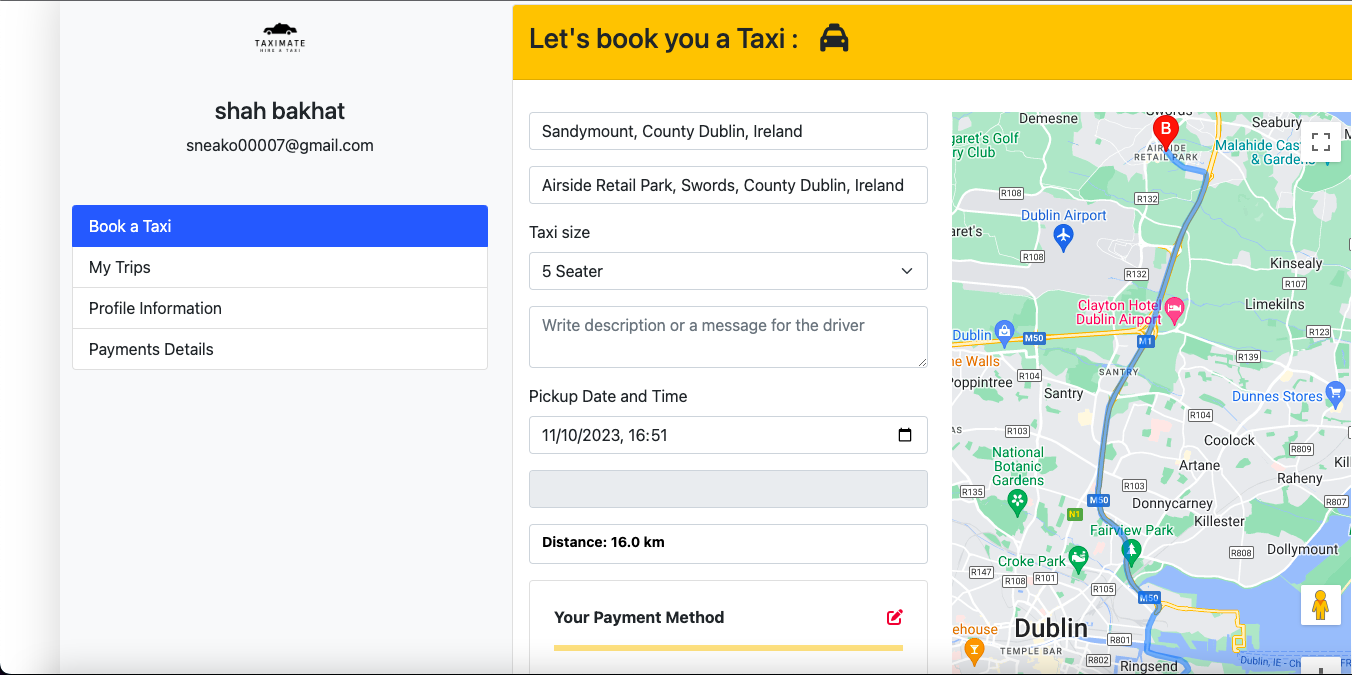 TAXIMATE
HIRE A TAXI
shah bakhat
sneako00007@gmail.com
Book a Taxi
My Trips
Profile Information
Payments Details
Let's book you a Taxi :
Sandymount, County Dublin, Ireland
Airside Retail Park, Swords, County Dublin, Ireland
Taxi size
5 Seater
Write description or a message for the driver
Pickup Date and Time
11/10/2023, 16:51
Distance: 16.0 km
Your Payment Method
Swords
Demesne
Seabury
B
garet's Golf
ry Club
AIRSIDE
RETAIL PARK
Malahide Cas
& Gardens
R108
R132
Dublin Airport
aret's
R108
R132
Kinsealy
R107
Clayton Hotel
Dublin Airport
Limekilns
Dublin
M50
M1
R123
he Walls
R139
Poppintree
R104
SANTRY
Santry
Dunnes Stores
R104
AS
R103
Coolock
R809
National
Botanic
Gardens
Artane
Kil
Raheny
R135
R103
M50
Donnycarney
R807
N1
Killester
Fairview Park
Croke Park
R808
Dollymount
R147
R108
R101
R105
M50
ehouse
Dublin
TEMPLE BAR
R801
R802
Ringsend
Dublin, IE - Ch
FR